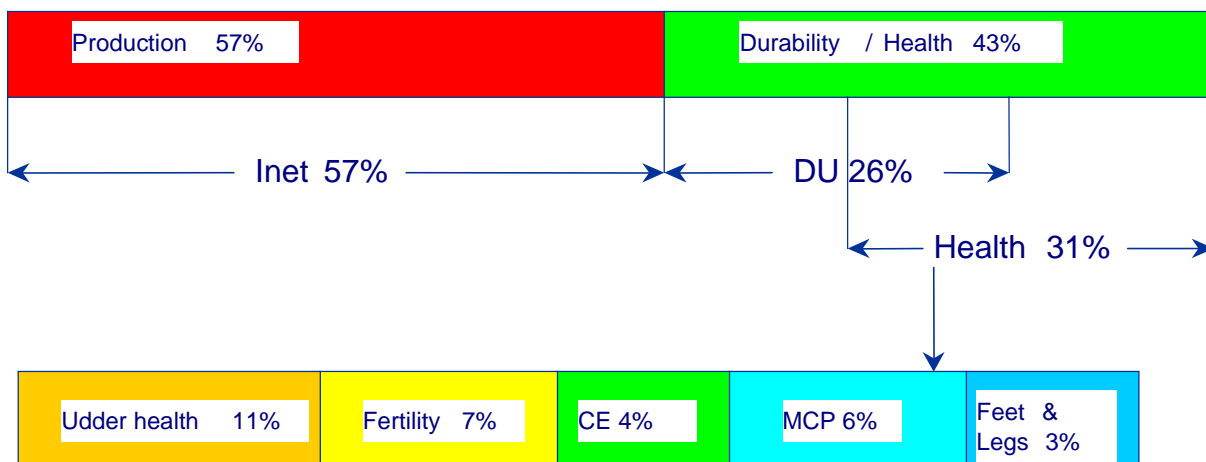 Production 57%
Durability / Health 43%
Inet 57%
DU 26%
Health 31%
Udder health 11%
Fertility 7%
CE 4%
MCP 6%
Feet &
Legs 3%